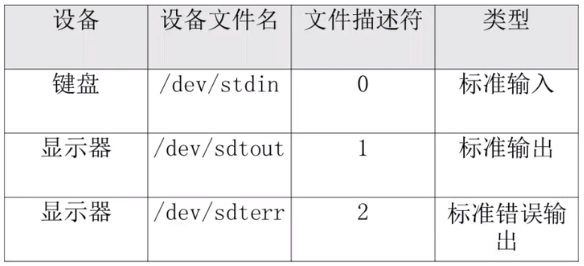 设备 设备文件名 文件描述符 类型
键盘 /dev/stdin 0 标准输入
显示器 /dev/sdtout 1 标准输出
显示器 /dev/sdterr 2 标准错误输
出